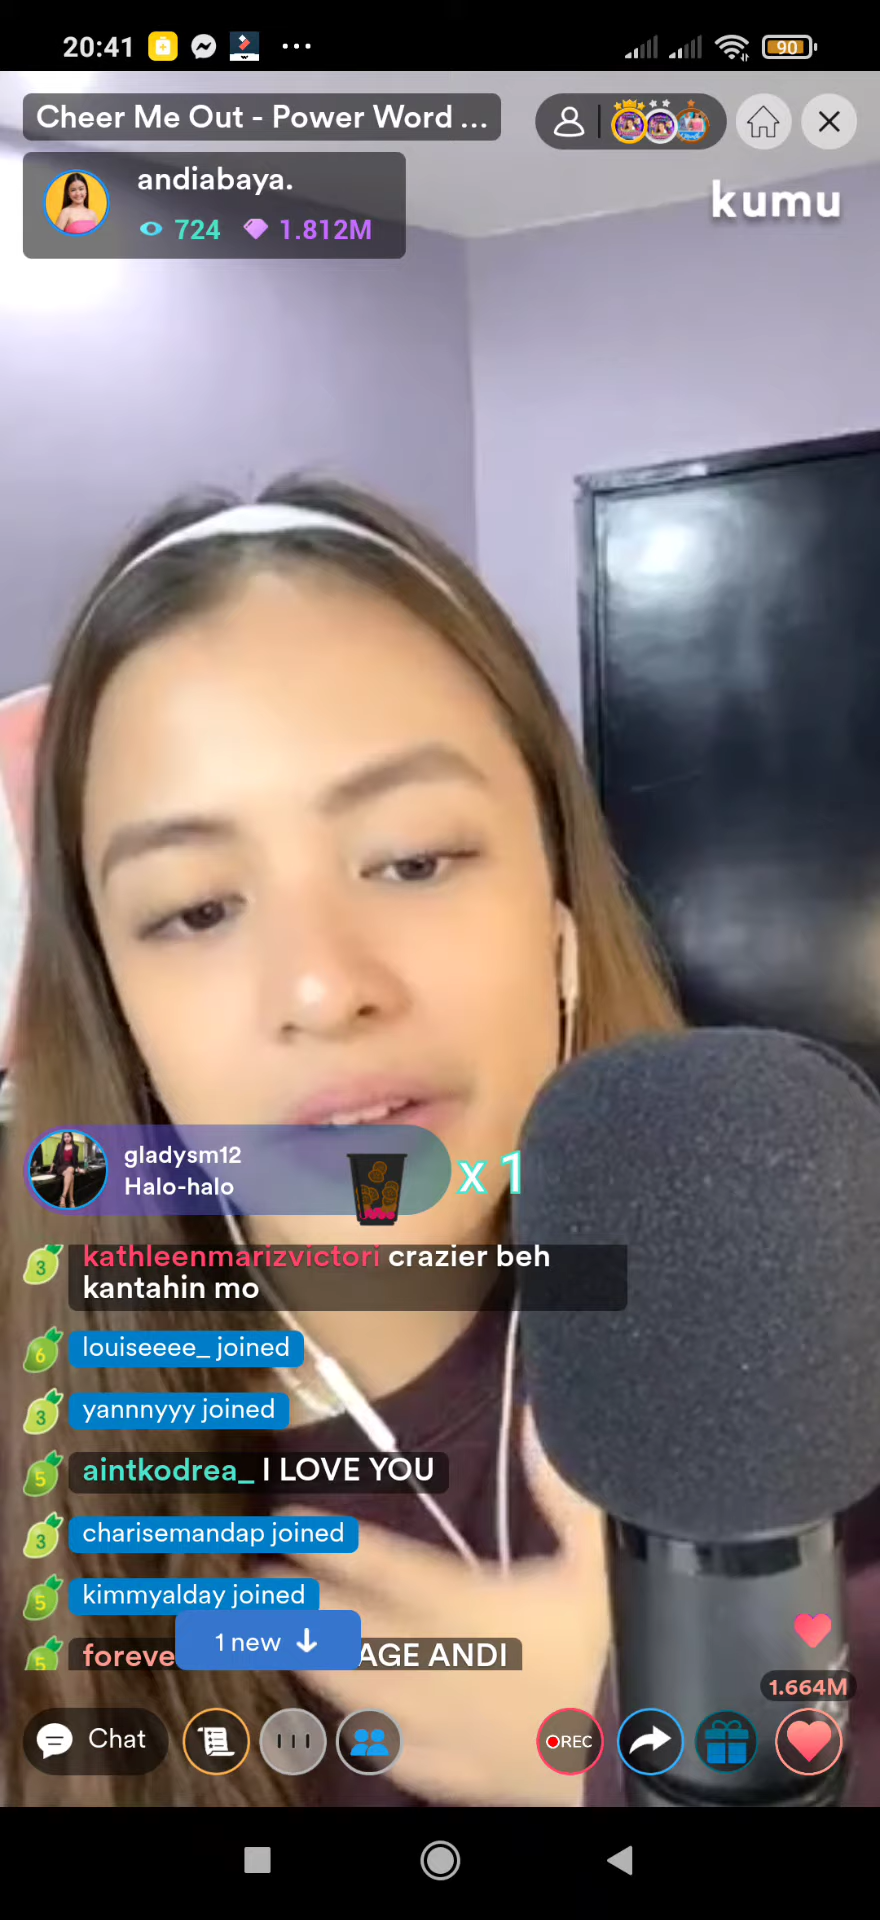 20:41
90
Cheer Me Out - Power Word ...
andiabaya.
724 1.812M
kumu
gladysm12
Halo-halo
x 1
3 kathleenmarizvictori crazier beh
kantahin mo
6 louiseeee_ joined
3 yannnyyy joined
5 aintkodrea_ I LOVE YOU
3 charisemandap joined
5 kimmyalday joined
1 new
5 foreve AGE ANDI
1.664M
Chat
REC